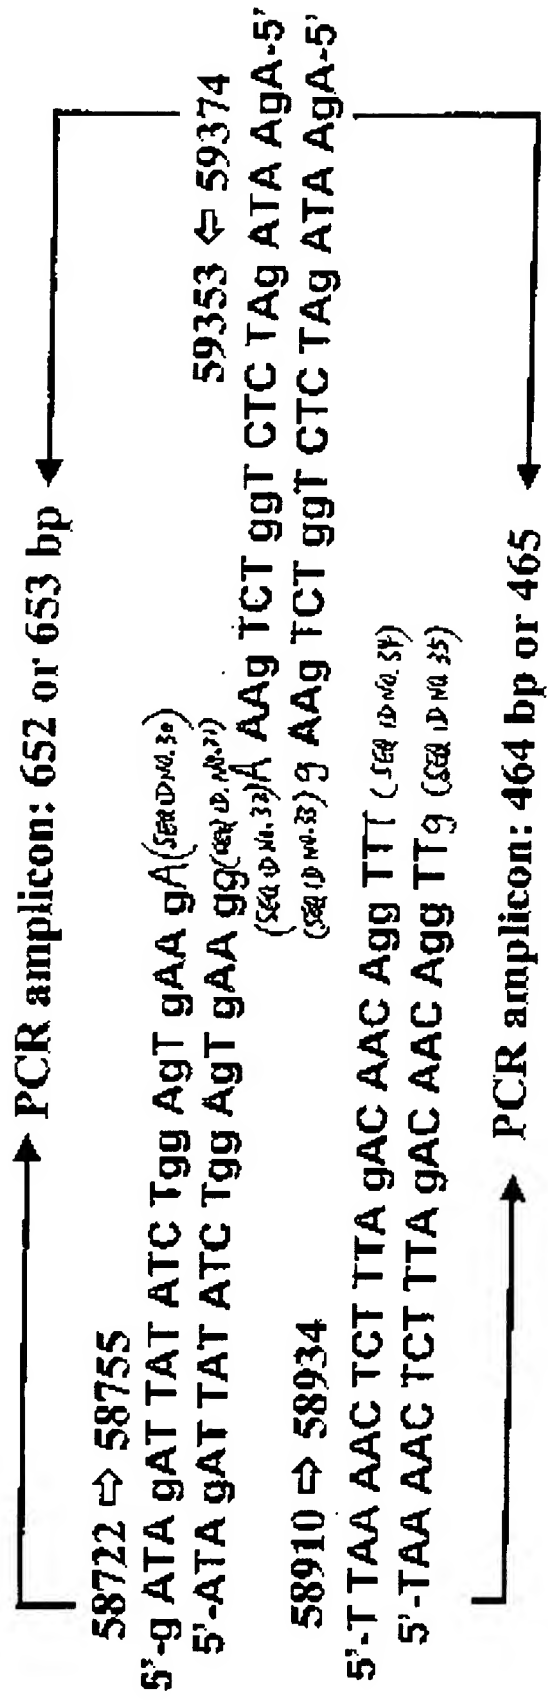 PCR amplicon: 652 or 653 bp
58722 ⇨ 58755
5'-g ATA gAT TAT ATC Tgg AgT gAA gA (SEQ ID NO. 30)
5'-ATA gAT TAT ATC Tgg AgT gAA gg (SEQ ID. NO. 31)
59353 ⇦ 59374
(SEQ ID NO. 32) A AAg TCT ggT CTC TAg ATA AgA-5'
(SEQ ID NO. 33) g AAg TCT ggT CTC TAg ATA AgA-5'
58910 ⇨ 58934
5'-T TAA AAC TCT TTA gAC AAC Agg TTT (SEQ ID NO. 34)
5'-TAA AAC TCT TTA gAC AAC Agg TTg (SEQ ID NO 35)
PCR amplicon: 464 bp or 465